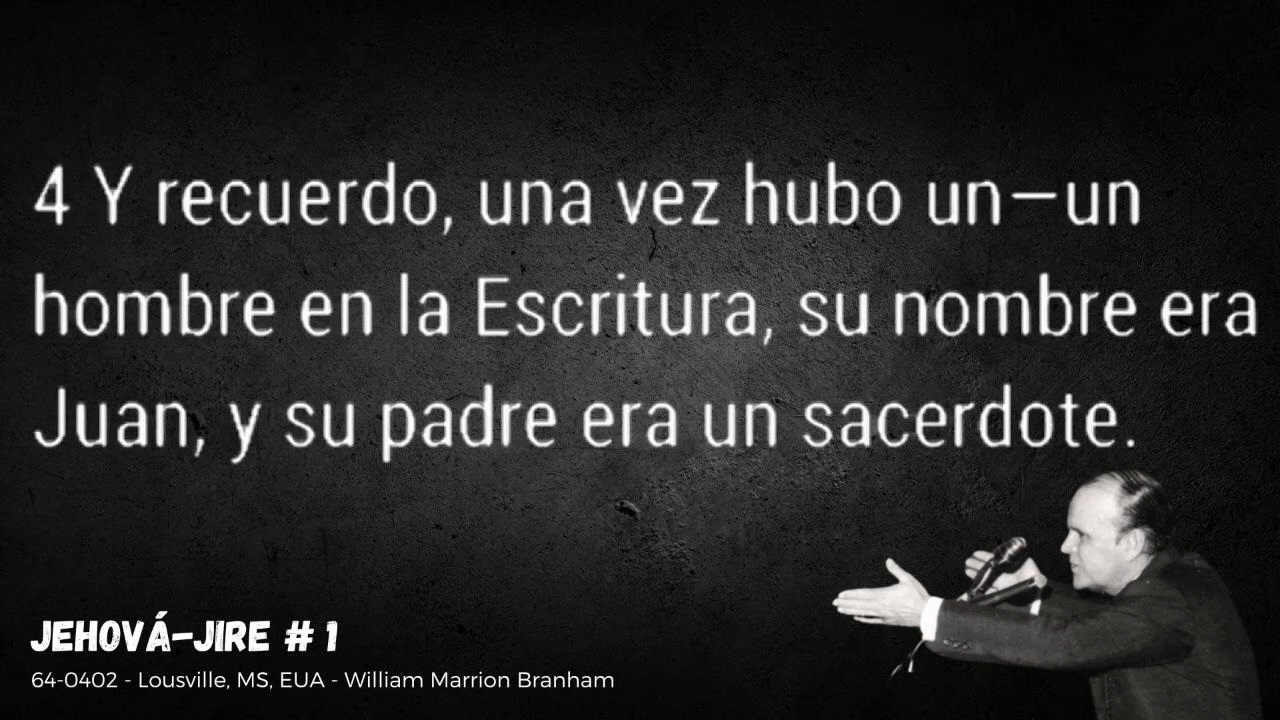 4 Y recuerdo, una vez hubo un—un
hombre en la Escritura, su nombre era
Juan, y su padre era un sacerdote.
JEHOVÁ-JIRE # 1
64-0402 - Lousville, MS, EUA - William Marrion Branham